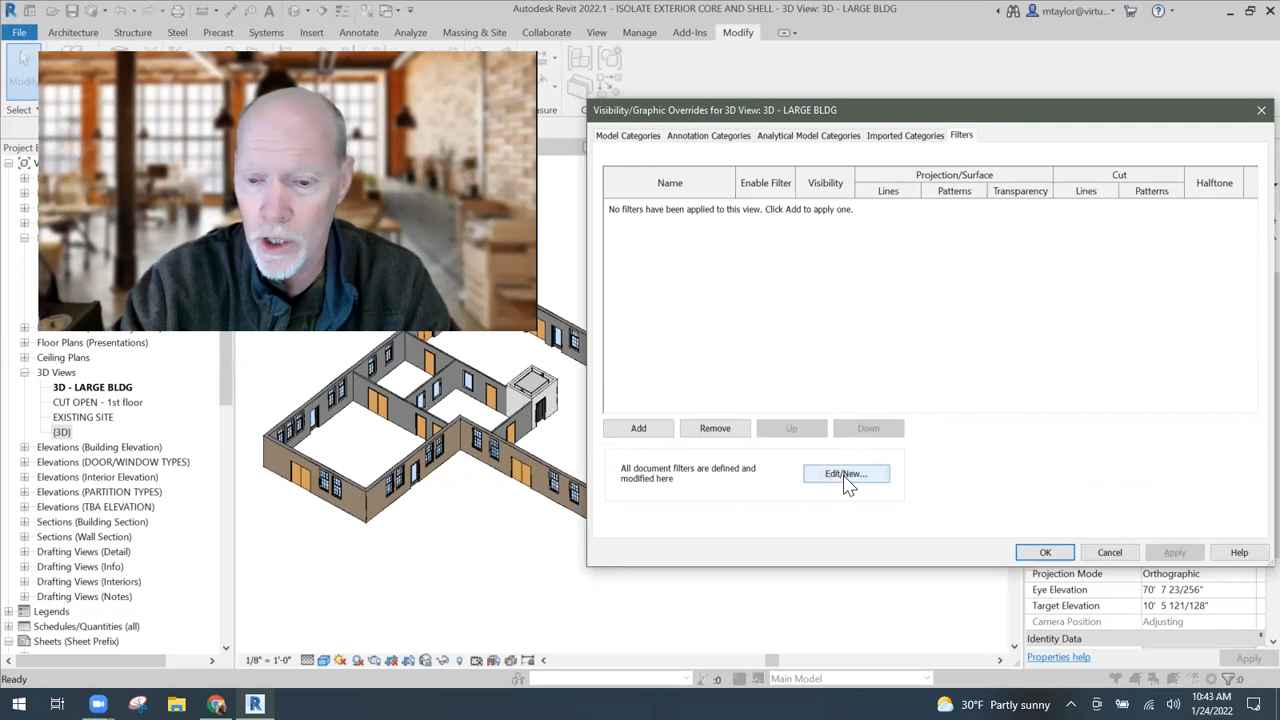 Autodesk Revit 2022.1 - ISOLATE EXTERIOR CORE AND SHELL - 3D View: 3D - LARGE BLDG
mtaylor@virtu...
File Architecture Structure Steel Precast Systems Insert Annotate Analyze Massing & Site Collaborate View Manage Add-Ins Modify
Modify
Select
Project B
Visibility/Graphic Overrides for 3D View: 3D - LARGE BLDG
Model Categories Annotation Categories Analytical Model Categories Imported Categories Filters
Name Enable Filter Visibility Projection/Surface Cut Halftone
Lines Patterns Transparency Lines Patterns
No filters have been applied to this view. Click Add to apply one.
Add Remove Up Down
All document filters are defined and
modified here
Edit/New...
OK Cancel Apply Help
Floor Plans (Presentations)
Ceiling Plans
3D Views
3D - LARGE BLDG
CUT OPEN - 1st floor
EXISTING SITE
{3D}
Elevations (Building Elevation)
Elevations (DOOR/WINDOW TYPES)
Elevations (Interior Elevation)
Elevations (PARTITION TYPES)
Elevations (TBA ELEVATION)
Sections (Building Section)
Sections (Wall Section)
Drafting Views (Detail)
Drafting Views (Info)
Drafting Views (Interiors)
Drafting Views (Notes)
Legends
Schedules/Quantities (all)
Sheets (Sheet Prefix)
Projection Mode Orthographic
Eye Elevation 70' 7 23/256"
Target Elevation 10' 5 121/128"
Camera Position Adjusting
Identity Data
Properties help Apply
1/8" = 1'-0"
Ready :0 Main Model :0
30°F Partly sunny
10:43 AM
1/24/2022